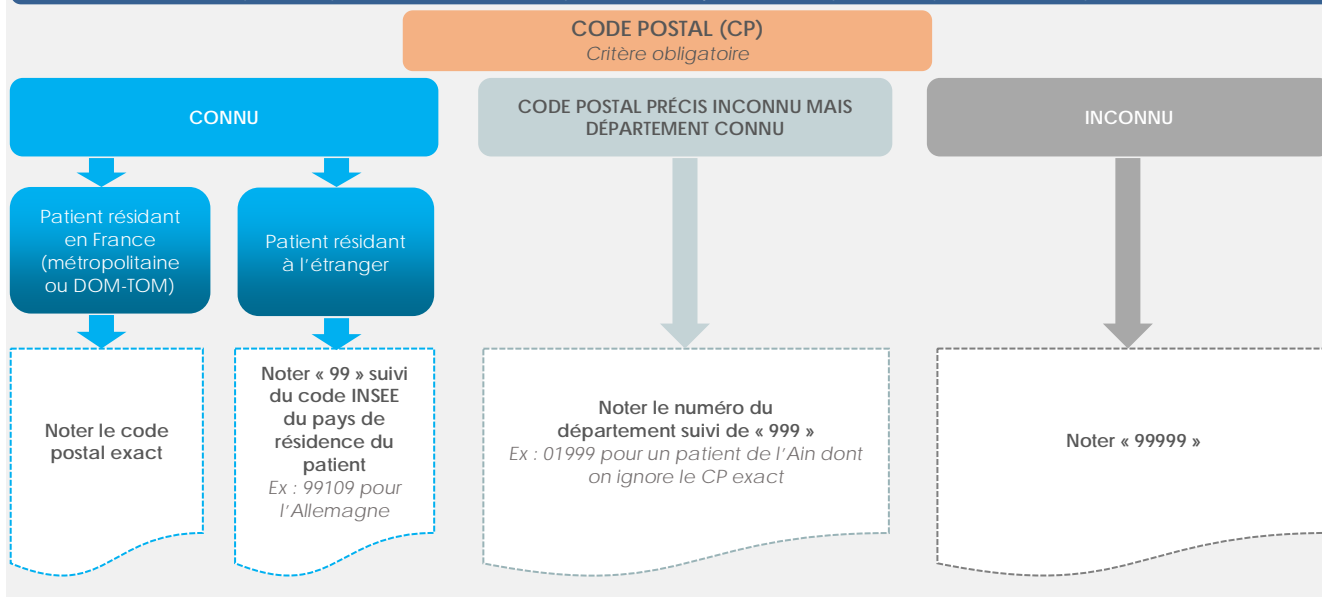 CODE POSTAL (CP)
Critère obligatoire
CONNU
CODE POSTAL PRÉCIS INCONNU MAIS
DÉPARTEMENT CONNU
INCONNU
Patient résidant
en France
(métropolitaine
ou DOM-TOM)
Patient résidant
à l'étranger
Noter le code
postal exact
Noter « 99 » suivi
du code INSEE
du pays de
résidence du
patient
Ex : 99109 pour
l'Allemagne
Noter le numéro du
département suivi de « 999 »
Ex : 01999 pour un patient de l'Ain dont
on ignore le CP exact
Noter « 99999 »